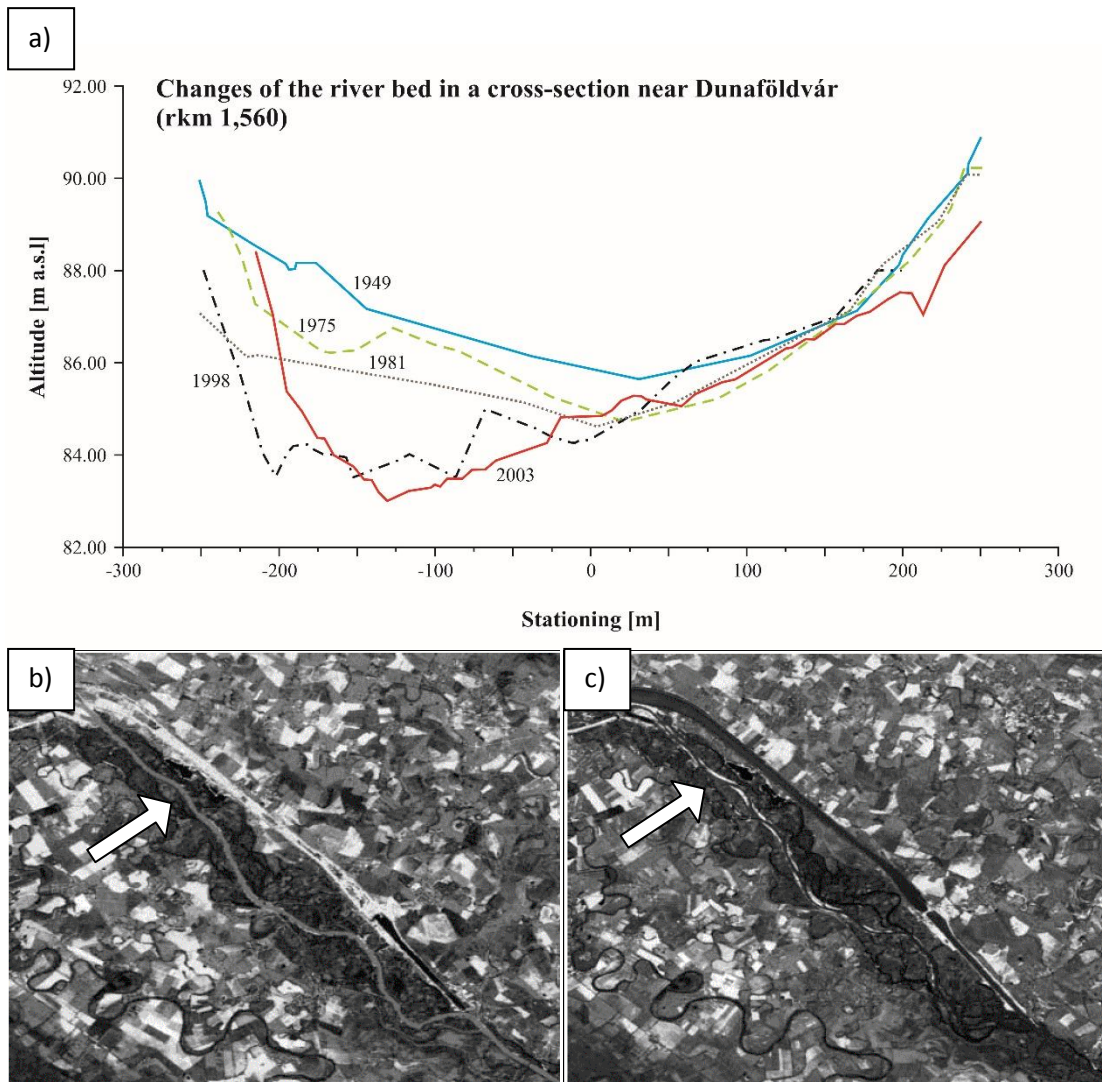 a)
Changes of the river bed in a cross-section near Dunaföldvár
(rkm 1,560)
92.00
90.00
88.00
86.00
84.00
82.00
Altitude [m a.s.l]
1949
1975
1981
1998
2003
-300
-200
-100
0
100
200
300
Stationing [m]
b)
c)